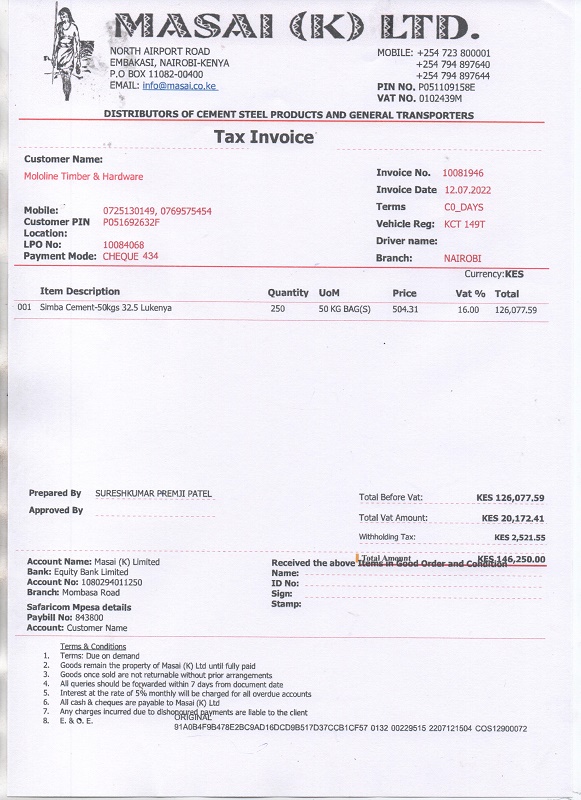 MASAI (K) LTD.
NORTH AIRPORT ROAD
EMBAKASI, NAIROBI-KENYA
P.O BOX 11082-00400
EMAIL: info@masai.co.ke
MOBILE: +254 723 800001
+254 794 897640
+254 794 897644
PIN NO. P051109158E
VAT NO. 0102439M
DISTRIBUTORS OF CEMENT STEEL PRODUCTS AND GENERAL TRANSPORTERS
Tax Invoice
Customer Name:
Mololine Timber & Hardware
Mobile: 0725130149, 0769575454
Customer PIN P051692632F
Location:
LPO No: 10084068
Payment Mode: CHEQUE 434
Invoice No. 10081946
Invoice Date 12.07.2022
Terms C0_DAYS
Vehicle Reg: KCT 149T
Driver name:
Branch: NAIROBI
Currency:KES
Item Description Quantity UoM Price Vat % Total
001 Simba Cement-50kgs 32.5 Lukenya 250 50 KG BAG(S) 504.31 16.00 126,077.59
Prepared By SURESHKUMAR PREMJI PATEL
Approved By
Total Before Vat: KES 126,077.59
Total Vat Amount: KES 20,172.41
Withholding Tax: KES 2,521.55
Total Amount KES.146,250.00
Account Name: Masai (K) Limited
Bank: Equity Bank Limited
Account No: 1080294011250
Branch: Mombasa Road
Safaricom Mpesa details
Paybill No: 843800
Account: Customer Name
Received the above Items in Good Order and Condition
Name:
ID No:
Sign:
Stamp:
Terms & Conditions
1. Terms: Due on demand
2. Goods remain the property of Masai (K) Ltd until fully paid
3. Goods once sold are not returnable without prior arrangements
4. All queries should be forwarded within 7 days from document date
5. Interest at the rate of 5% monthly will be charged for all overdue accounts
6. All cash & cheques are payable to Masai (K) Ltd
7. Any charges incurred due to dishonoured payments are liable to the client
8. E. & O. E.
ORIGINAL
91A0B4F9B478E2BC9AD16DCD9B517D37CCB1CF57 0132 00229515 2207121504 COS12900072